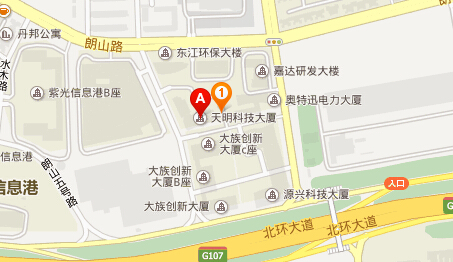 丹邦公寓
朗山路
东江环保大楼
水木路
嘉达研发大楼
紫光信息港B座
奥特迅电力大厦
A
1
天明科技大厦
大族创新
大厦c座
信息港
朗山五号路
大族创新
大厦B座
入口
信息港
源兴科技大厦
大族创新大厦
北环大道
北环大道
G107